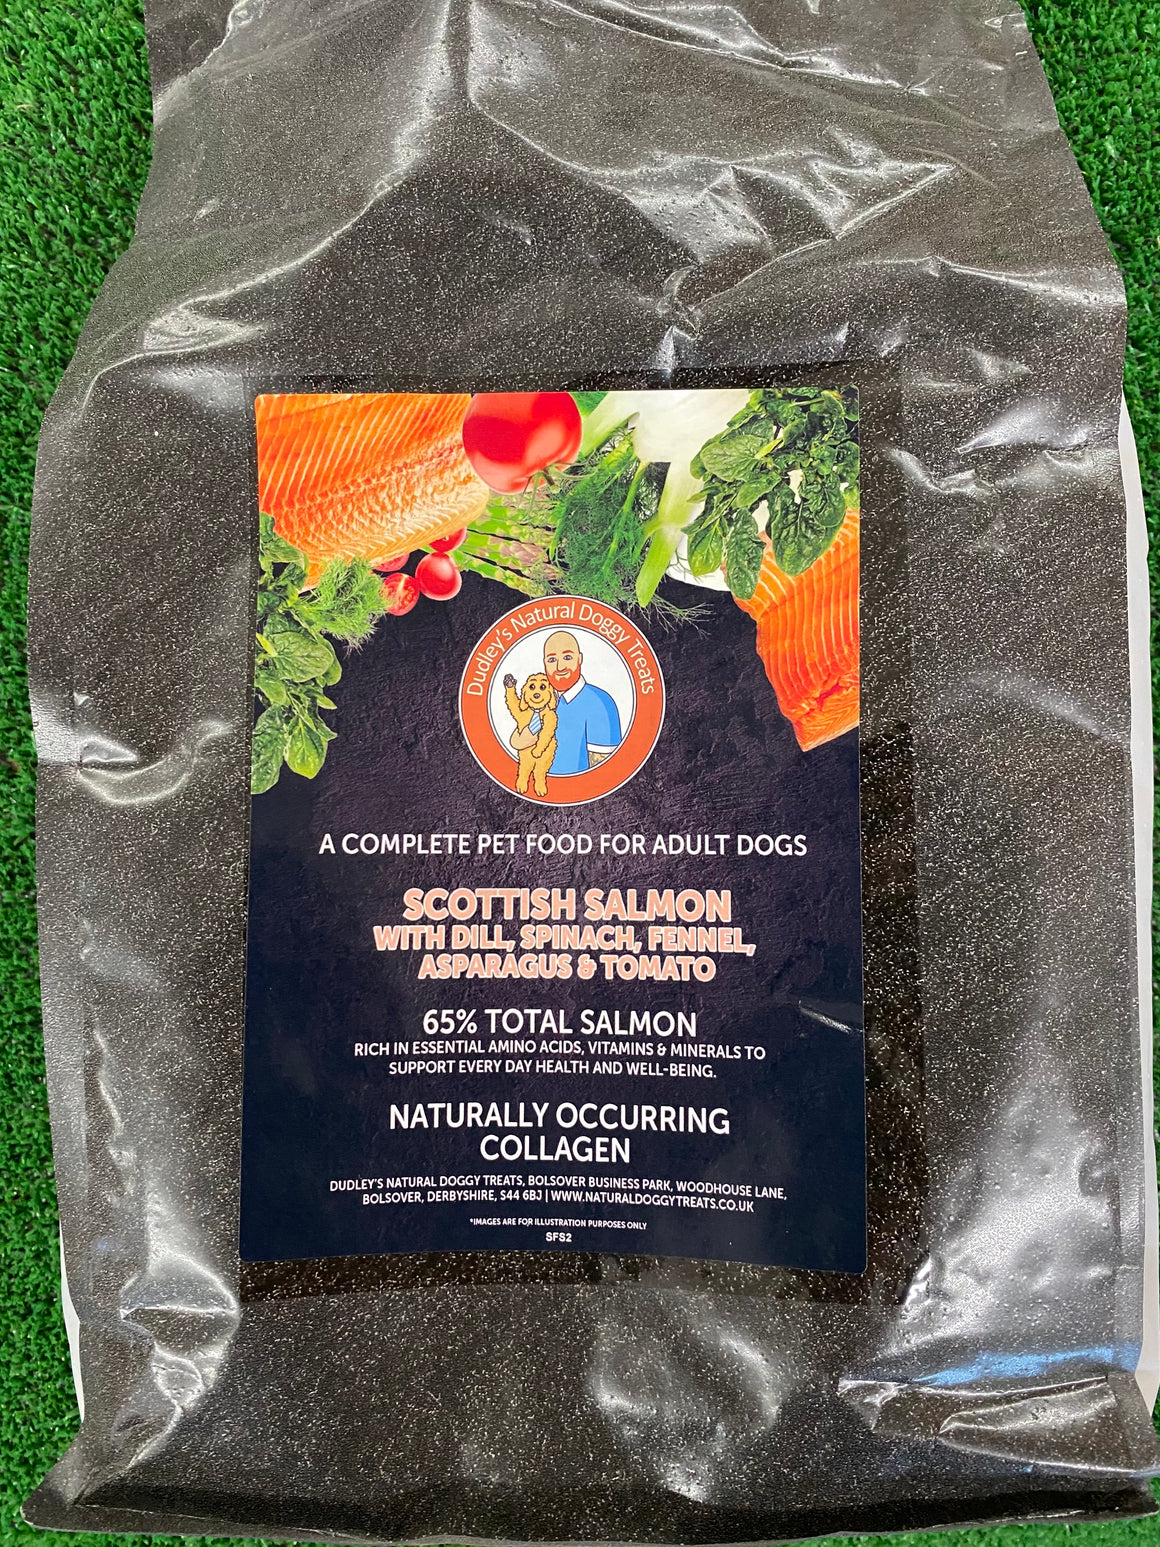 Dudley's Natural Doggy Treats
A COMPLETE PET FOOD FOR ADULT DOGS
SCOTTISH SALMON
WITH DILL, SPINACH, FENNEL,
ASPARAGUS & TOMATO
65% TOTAL SALMON
RICH IN ESSENTIAL AMINO ACIDS, VITAMINS & MINERALS TO
SUPPORT EVERY DAY HEALTH AND WELL-BEING.
NATURALLY OCCURRING
COLLAGEN
DUDLEY'S NATURAL DOGGY TREATS, BOLSOVER BUSINESS PARK, WOODHOUSE LANE,
BOLSOVER, DERBYSHIRE, S44 6BJ | WWW.NATURALDOGGYTREATS.CO.UK
*IMAGES ARE FOR ILLUSTRATION PURPOSES ONLY
SFS2